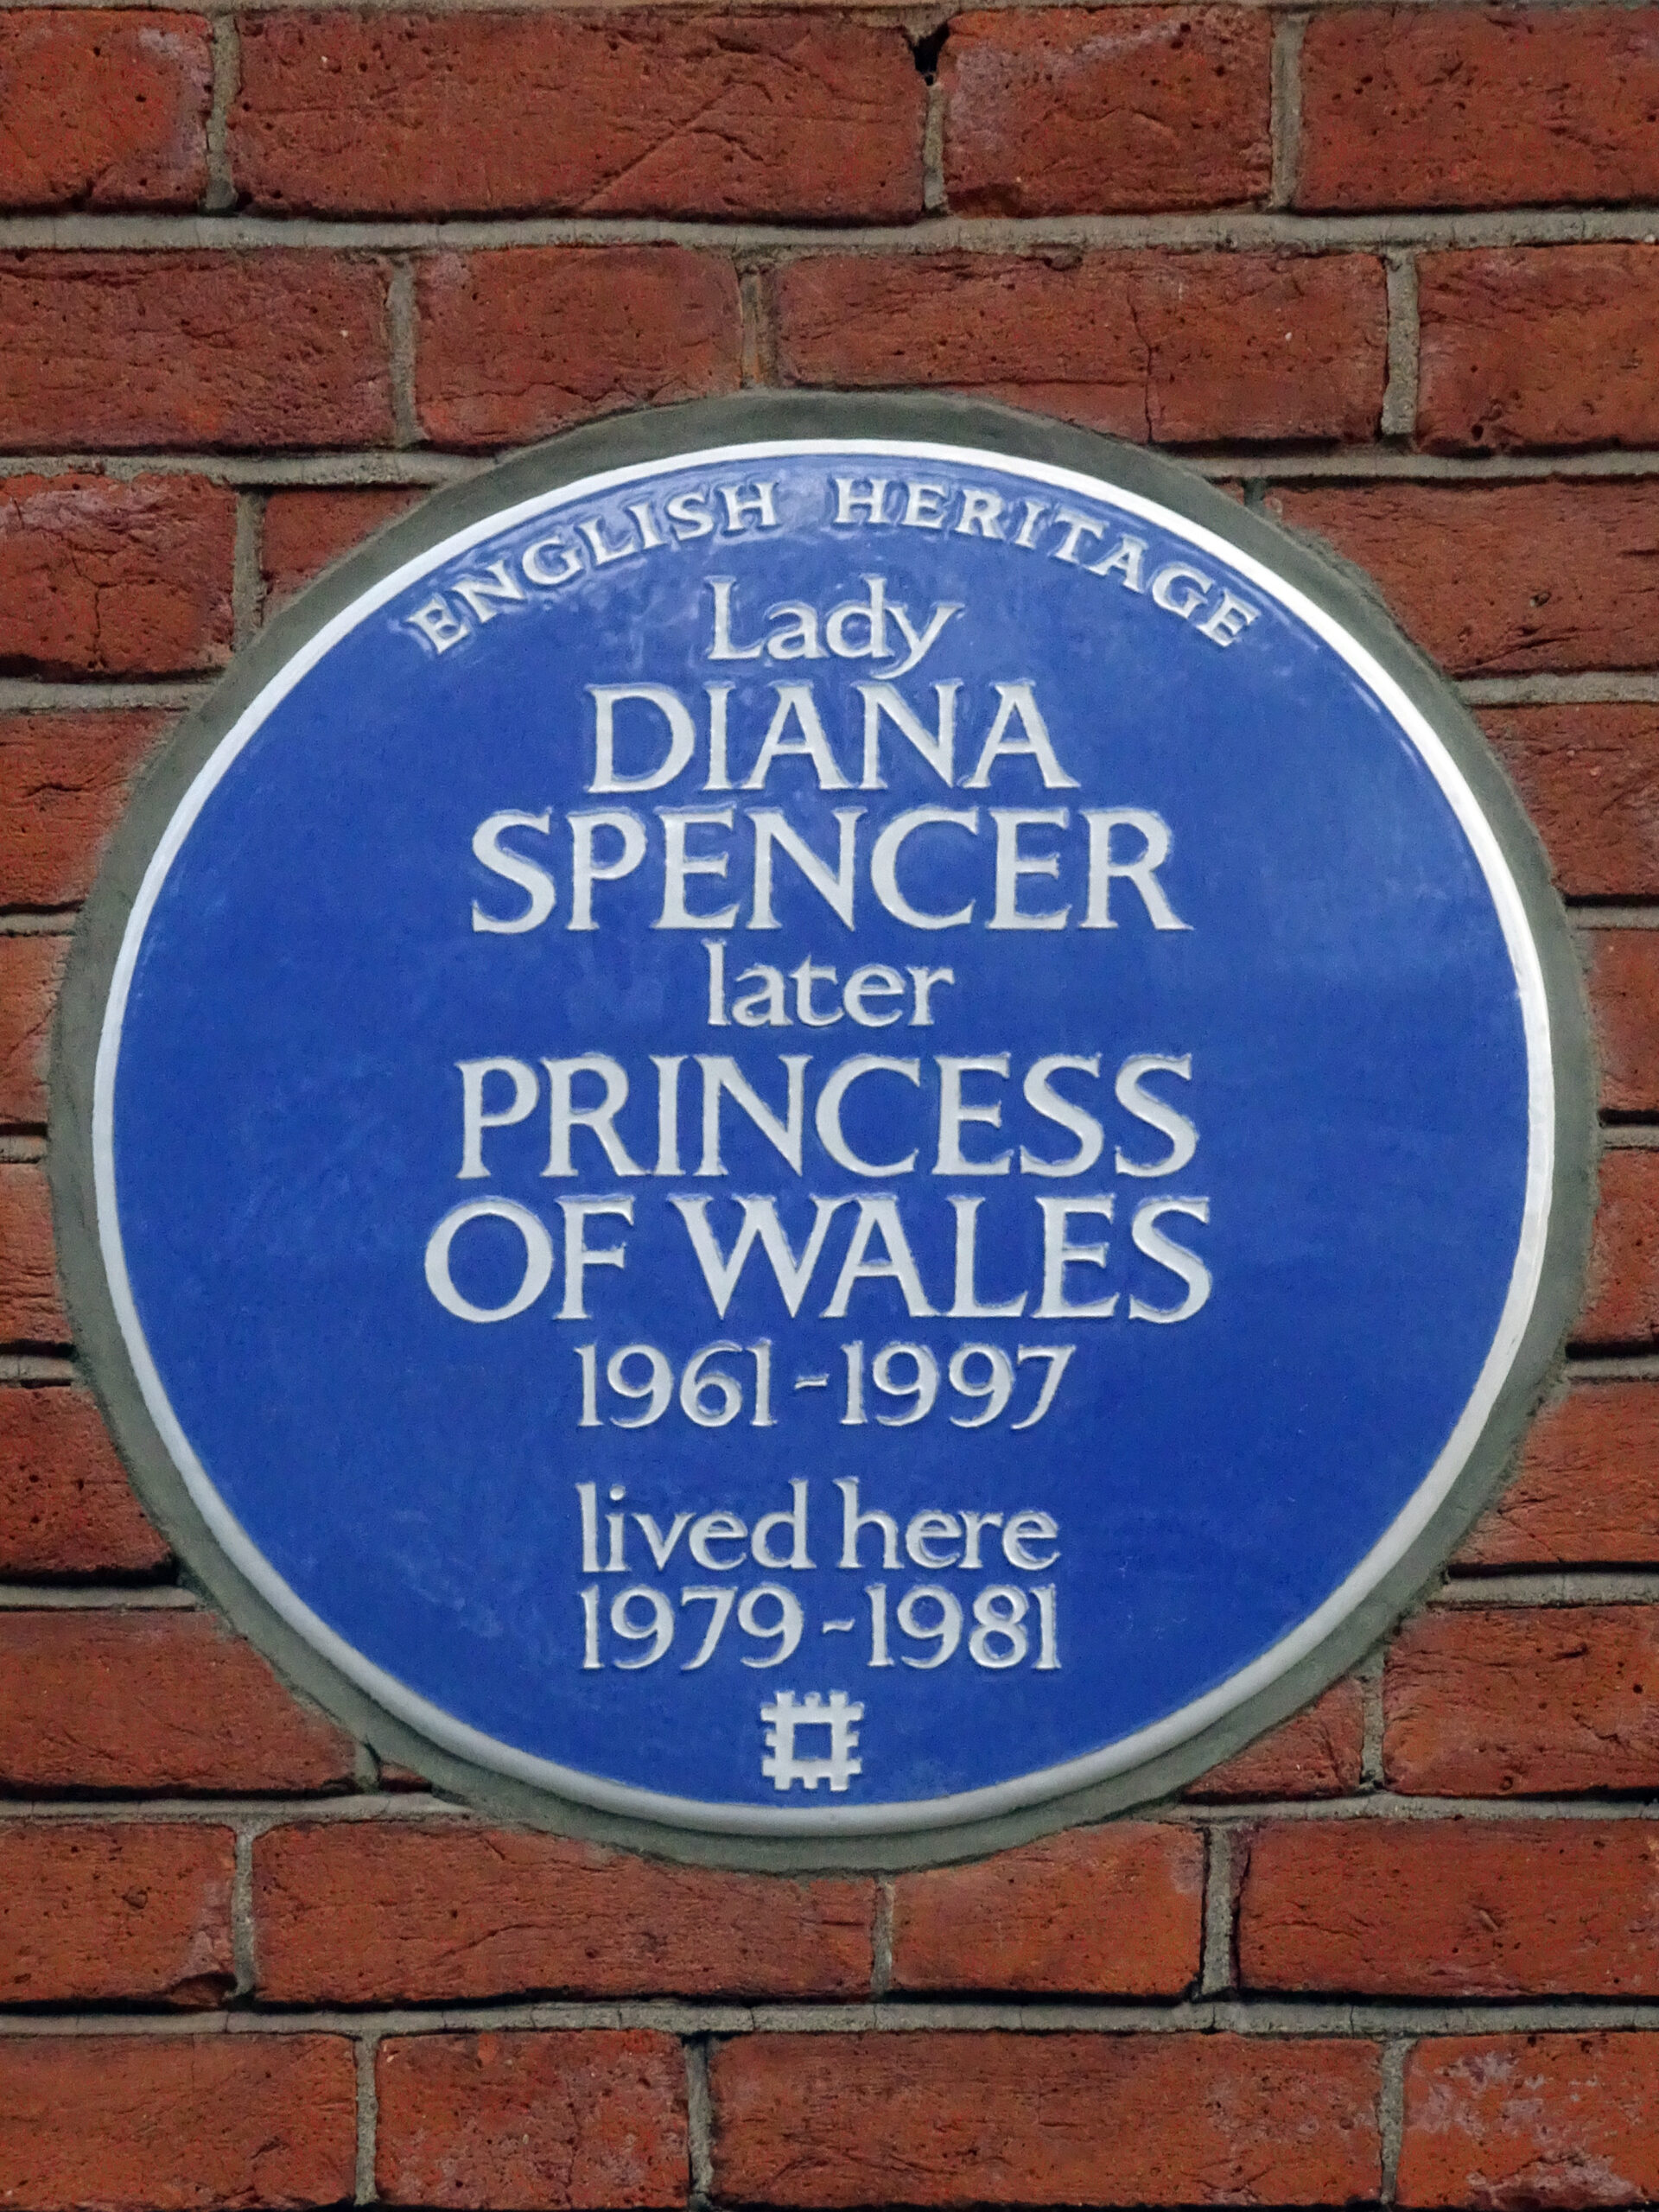 ENGLISH HERITAGE
Lady
DIANA
SPENCER
later
PRINCESS
OF WALES
1961-1997
lived here
1979-1981